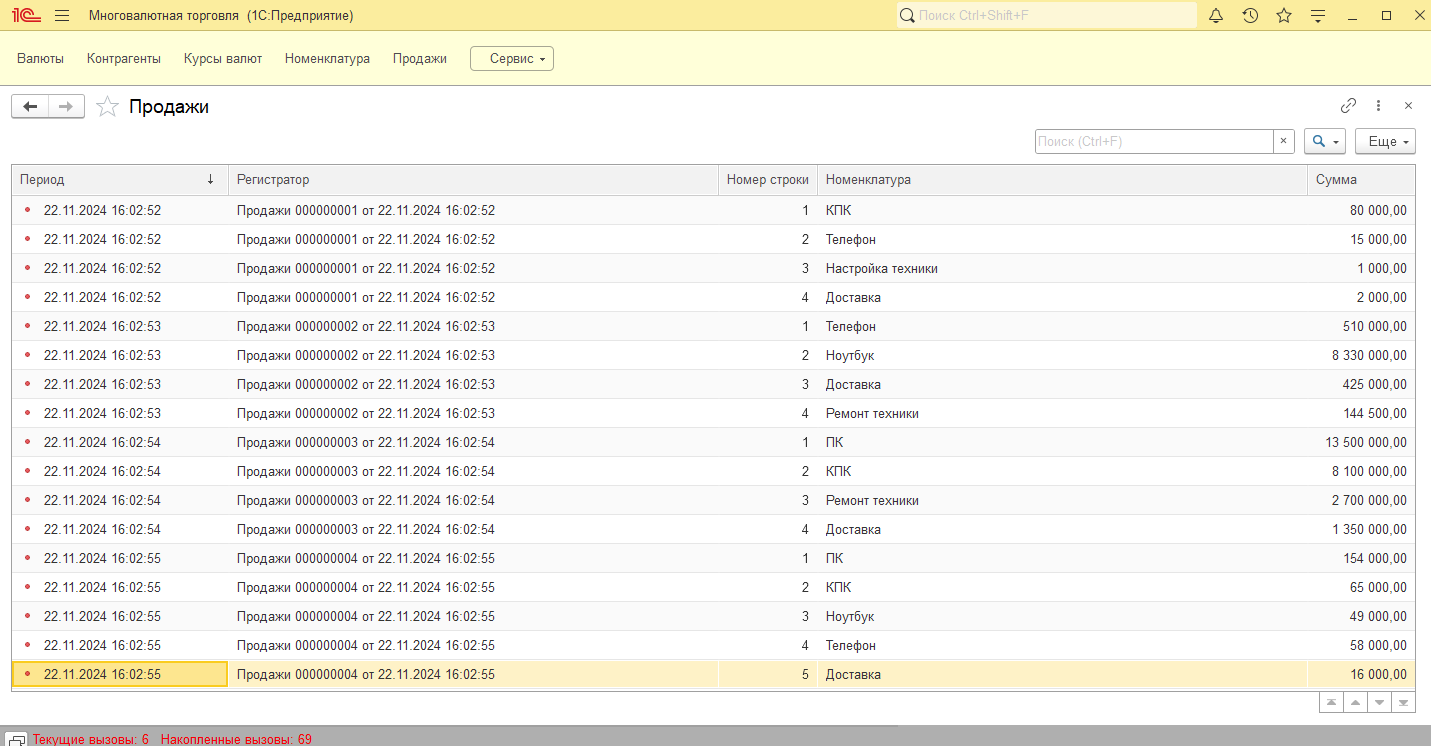 1С Многовалютная торговля (1С:Предприятие) Поиск Ctrl+Shift+F
Валюты Контрагенты Курсы валют Номенклатура Продажи Сервис
Продажи
Поиск (Ctrl+F) × Еще
Период ↓ Регистратор Номер строки Номенклатура Сумма
22.11.2024 16:02:52 Продажи 000000001 от 22.11.2024 16:02:52 1 КПК 80 000,00
22.11.2024 16:02:52 Продажи 000000001 от 22.11.2024 16:02:52 2 Телефон 15 000,00
22.11.2024 16:02:52 Продажи 000000001 от 22.11.2024 16:02:52 3 Настройка техники 1 000,00
22.11.2024 16:02:52 Продажи 000000001 от 22.11.2024 16:02:52 4 Доставка 2 000,00
22.11.2024 16:02:53 Продажи 000000002 от 22.11.2024 16:02:53 1 Телефон 510 000,00
22.11.2024 16:02:53 Продажи 000000002 от 22.11.2024 16:02:53 2 Ноутбук 8 330 000,00
22.11.2024 16:02:53 Продажи 000000002 от 22.11.2024 16:02:53 3 Доставка 425 000,00
22.11.2024 16:02:53 Продажи 000000002 от 22.11.2024 16:02:53 4 Ремонт техники 144 500,00
22.11.2024 16:02:54 Продажи 000000003 от 22.11.2024 16:02:54 1 ПК 13 500 000,00
22.11.2024 16:02:54 Продажи 000000003 от 22.11.2024 16:02:54 2 КПК 8 100 000,00
22.11.2024 16:02:54 Продажи 000000003 от 22.11.2024 16:02:54 3 Ремонт техники 2 700 000,00
22.11.2024 16:02:54 Продажи 000000003 от 22.11.2024 16:02:54 4 Доставка 1 350 000,00
22.11.2024 16:02:55 Продажи 000000004 от 22.11.2024 16:02:55 1 ПК 154 000,00
22.11.2024 16:02:55 Продажи 000000004 от 22.11.2024 16:02:55 2 КПК 65 000,00
22.11.2024 16:02:55 Продажи 000000004 от 22.11.2024 16:02:55 3 Ноутбук 49 000,00
22.11.2024 16:02:55 Продажи 000000004 от 22.11.2024 16:02:55 4 Телефон 58 000,00
22.11.2024 16:02:55 Продажи 000000004 от 22.11.2024 16:02:55 5 Доставка 16 000,00
Текущие вызовы: 6 Накопленные вызовы: 69